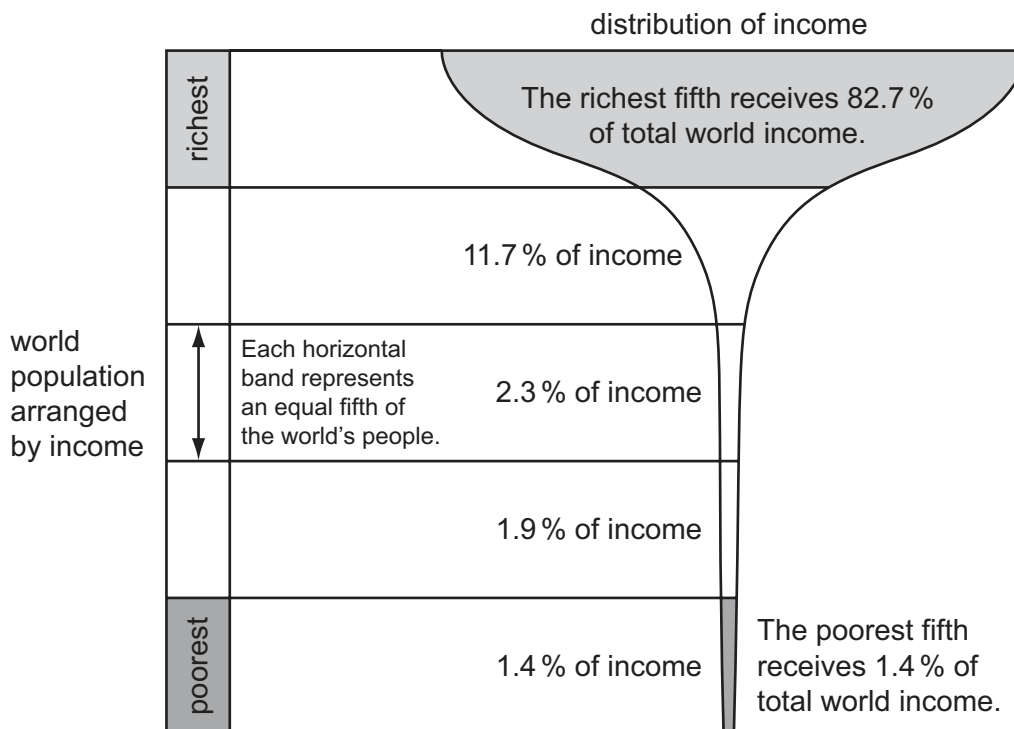 distribution of income
richest
The richest fifth receives 82.7 %
of total world income.
11.7 % of income
world
population
arranged
by income
Each horizontal
band represents
an equal fifth of
the world's people.
2.3 % of income
1.9 % of income
poorest
1.4 % of income
The poorest fifth
receives 1.4 % of
total world income.